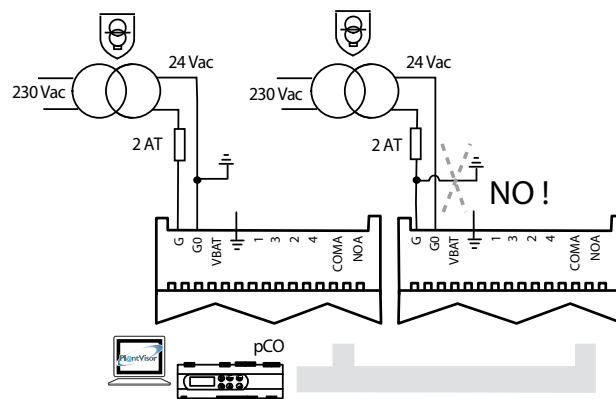 24 Vac
230 Vac
2 AT
G G0 VBAT 1 3 2 4 COMA NOA
24 Vac
230 Vac
2 AT
NO !
G G0 VBAT 1 3 2 4 COMA NOA
PlantVisor
pCO